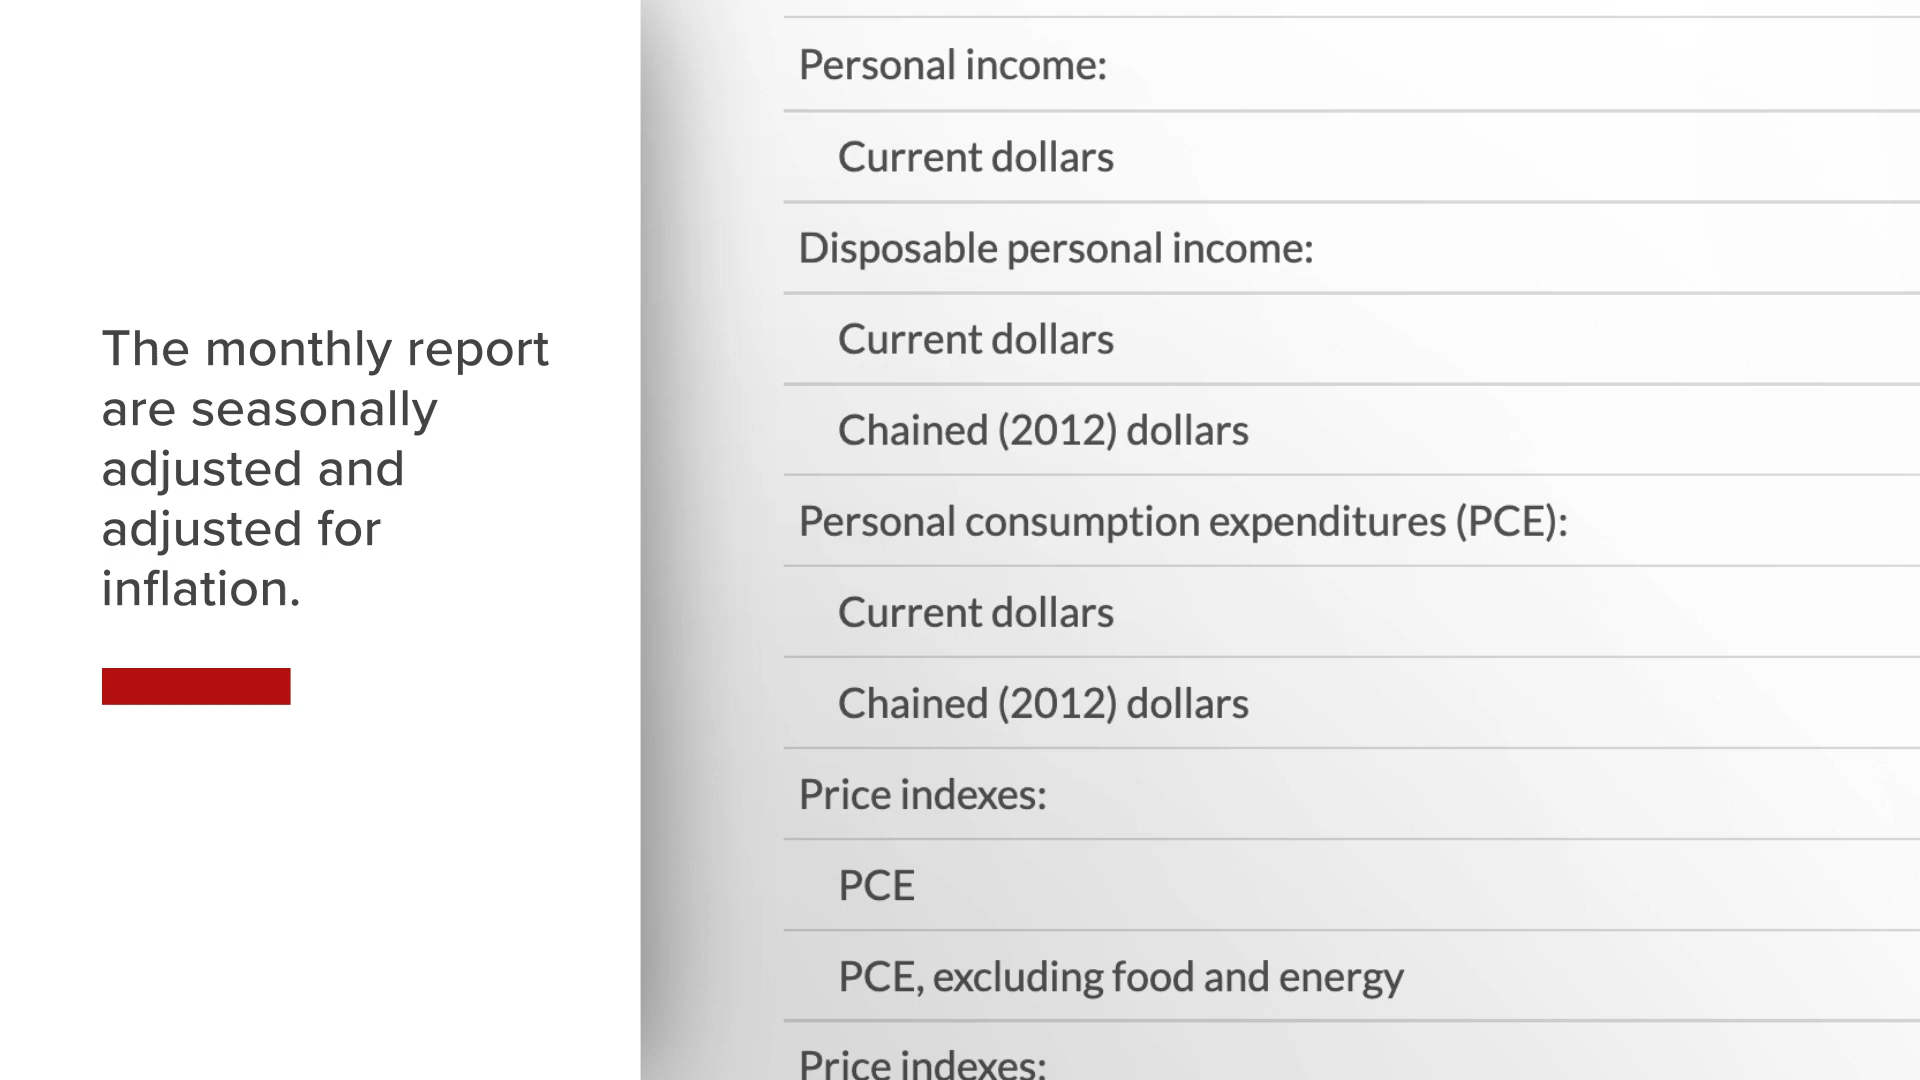 The monthly report
are seasonally
adjusted and
adjusted for
inflation.
Personal income:
Current dollars
Disposable personal income:
Current dollars
Chained (2012) dollars
Personal consumption expenditures (PCE):
Current dollars
Chained (2012) dollars
Price indexes:
PCE
PCE, excluding food and energy
Price indexes: